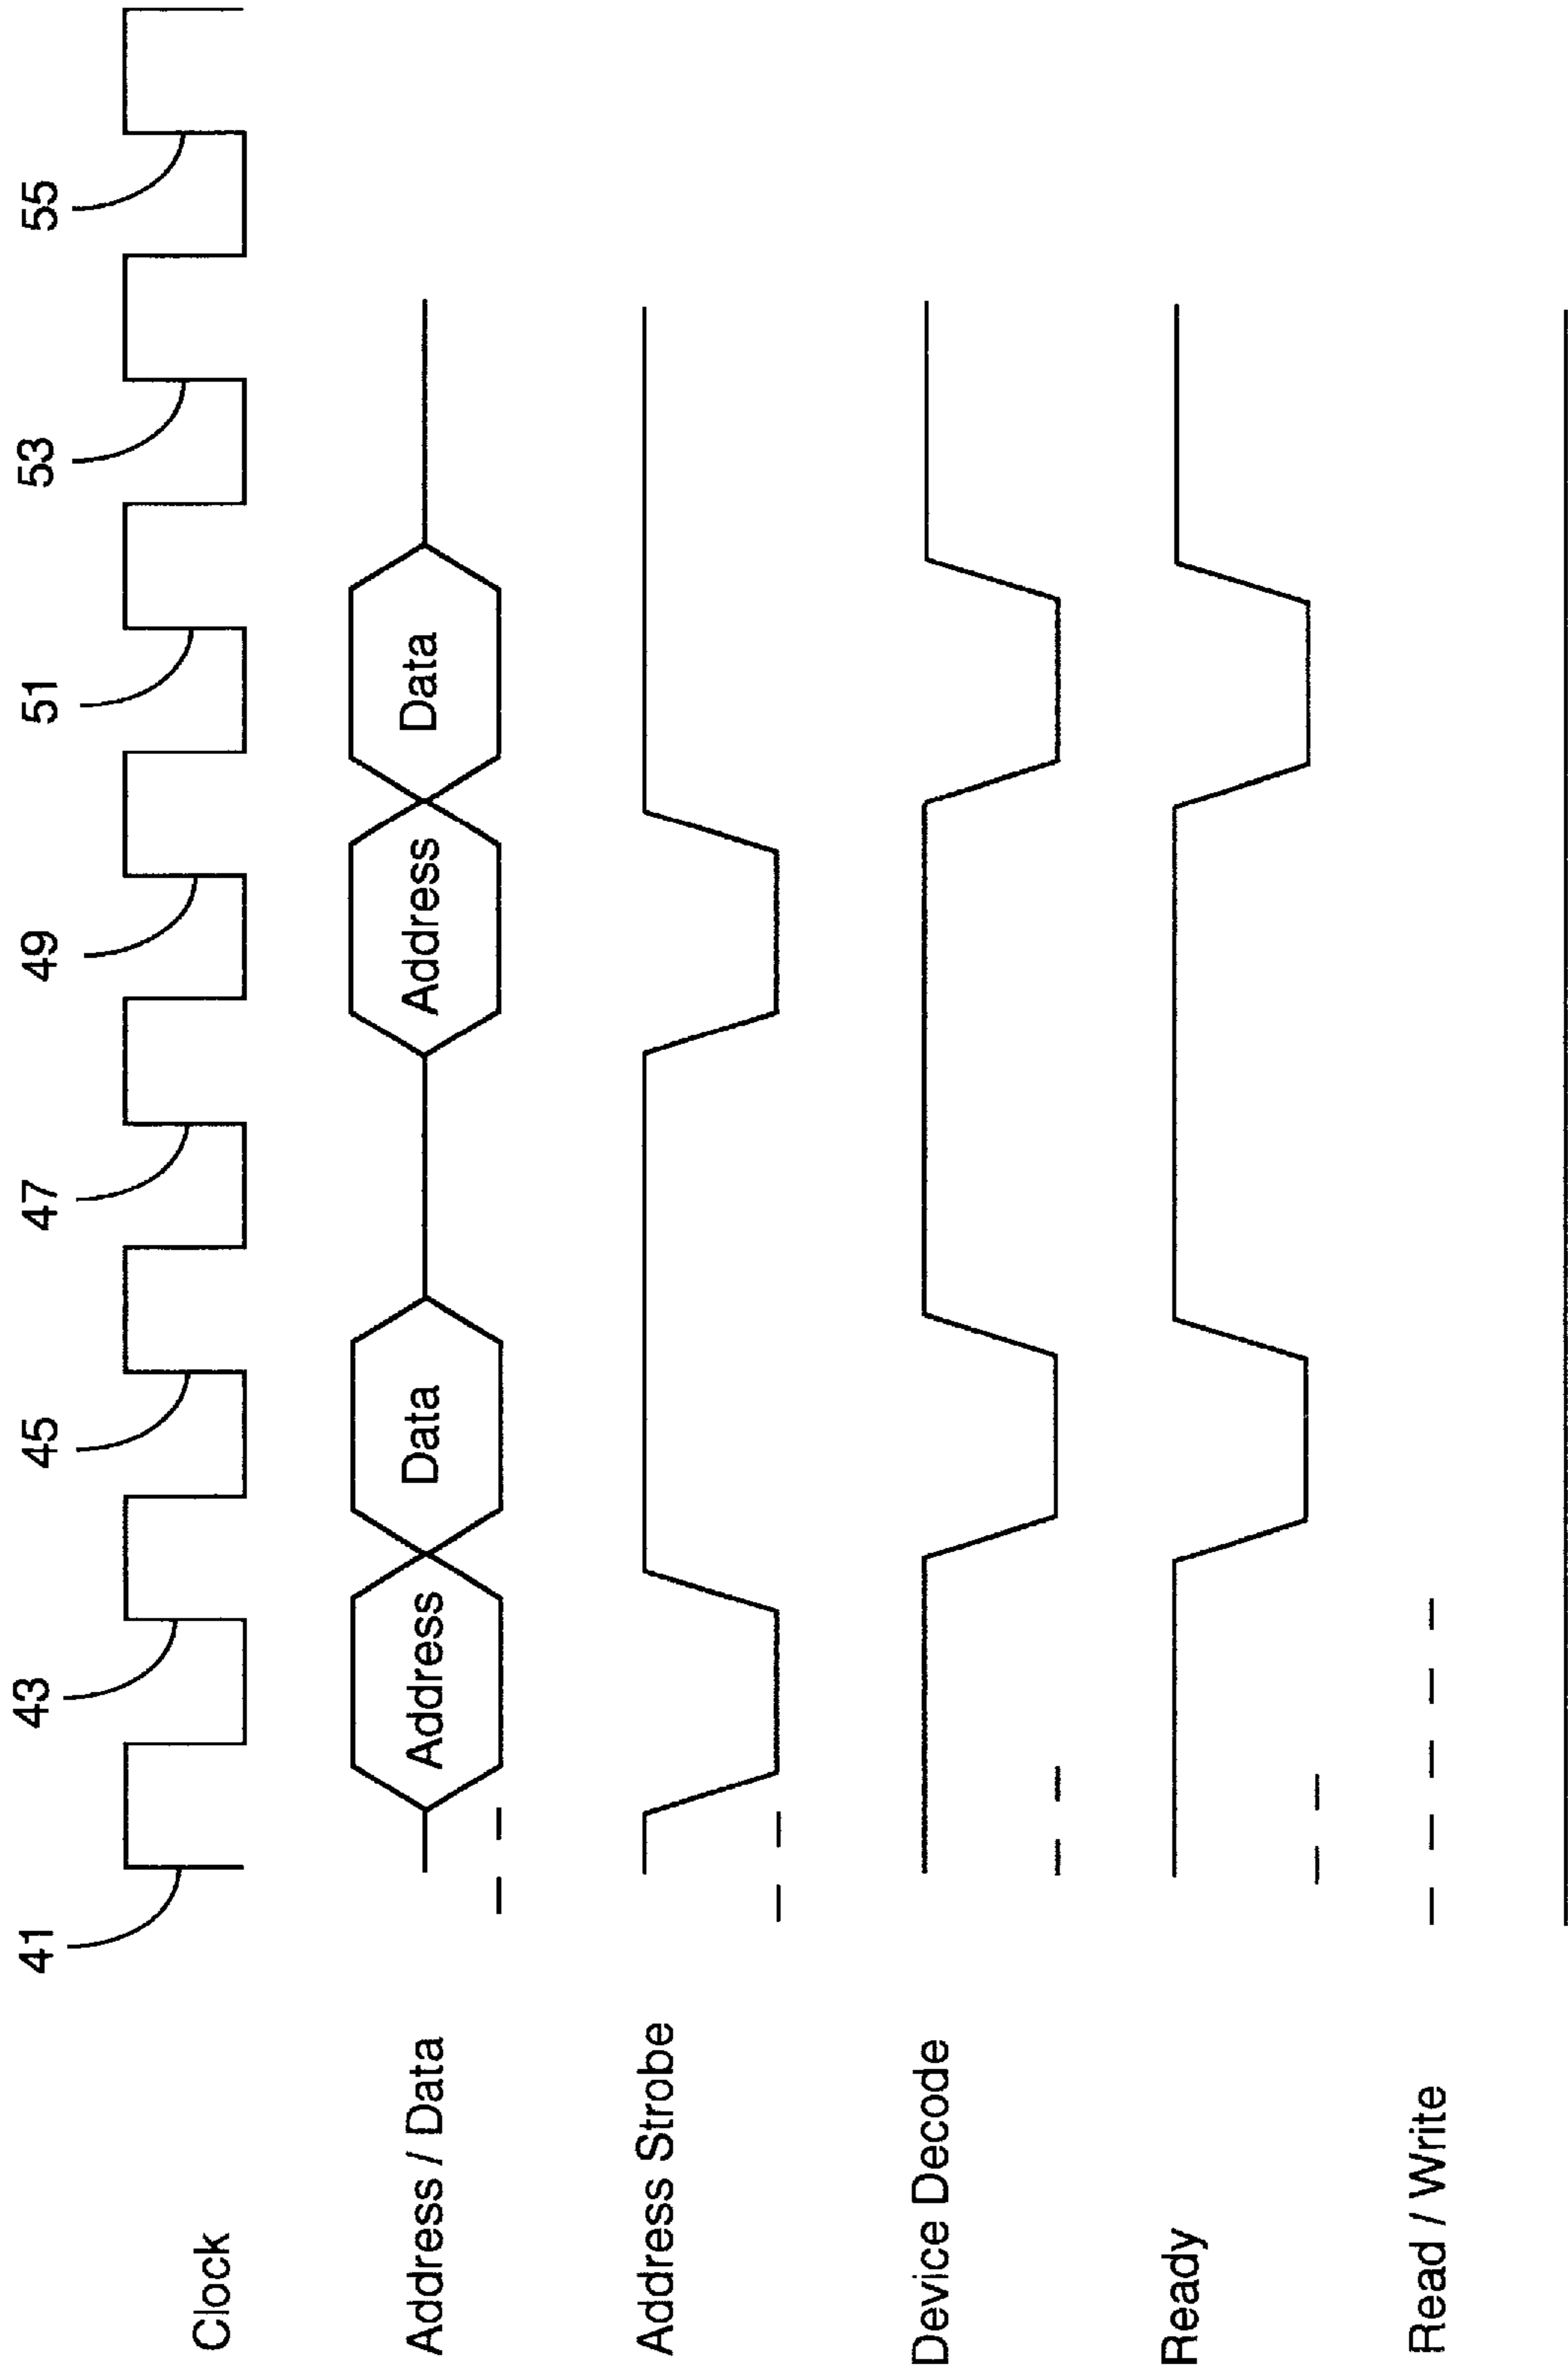 41 43 45 47 49 51 53 55
Clock
Address / Data
Address Data Address Data
Address Strobe
Device Decode
Ready
Read / Write